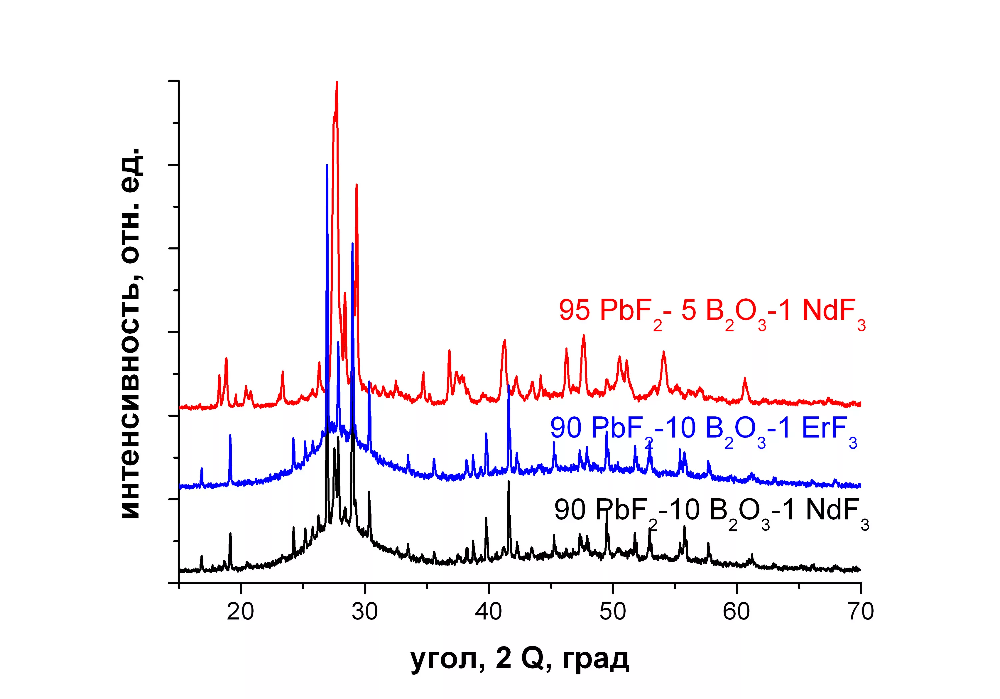 интенсивность, отн. ед.
95 PbF2- 5 B2O3-1 NdF3
90 PbF2-10 B2O3-1 ErF3
90 PbF2-10 B2O3-1 NdF3
20 30 40 50 60 70
угол, 2 Q, град